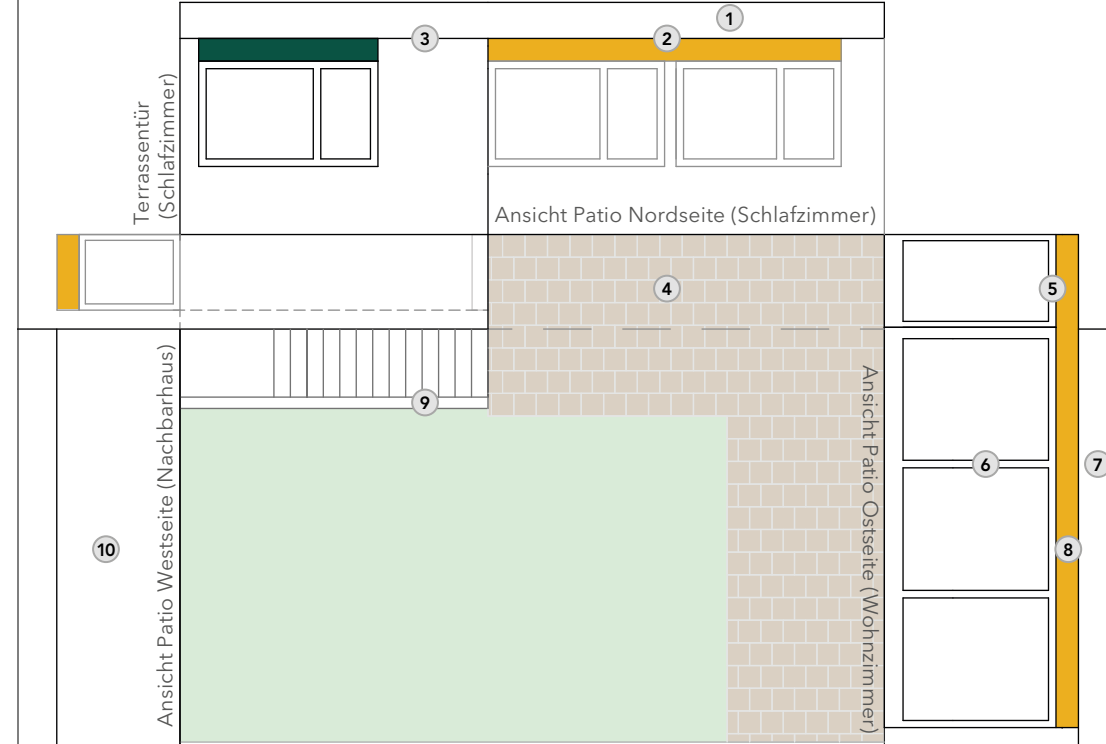 1
3
2
Terrassentür
(Schlafzimmer)
Ansicht Patio Nordseite (Schlafzimmer)
4
5
9
Ansicht Patio Westseite (Nachbarhaus)
Ansicht Patio Ostseite (Wohnzimmer)
6
7
10
8